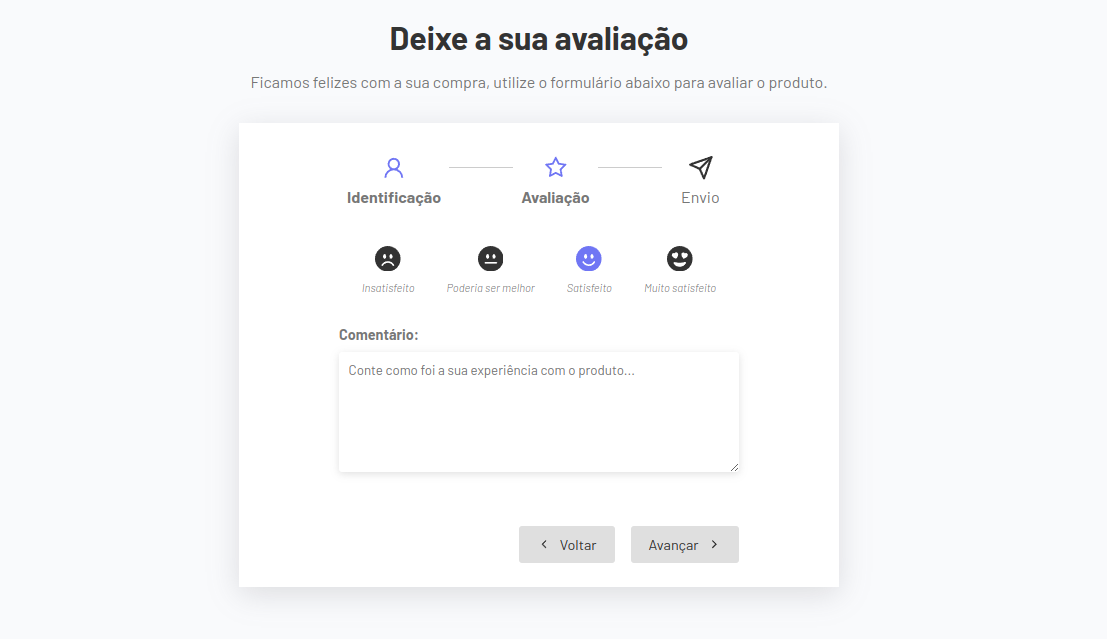 Deixe a sua avaliação
Ficamos felizes com a sua compra, utilize o formulário abaixo para avaliar o produto.
Identificação
Avaliação
Envio
Insatisfeito
Poderia ser melhor
Satisfeito
Muito satisfeito
Comentário:
Conte como foi a sua experiência com o produto...
Voltar
Avançar